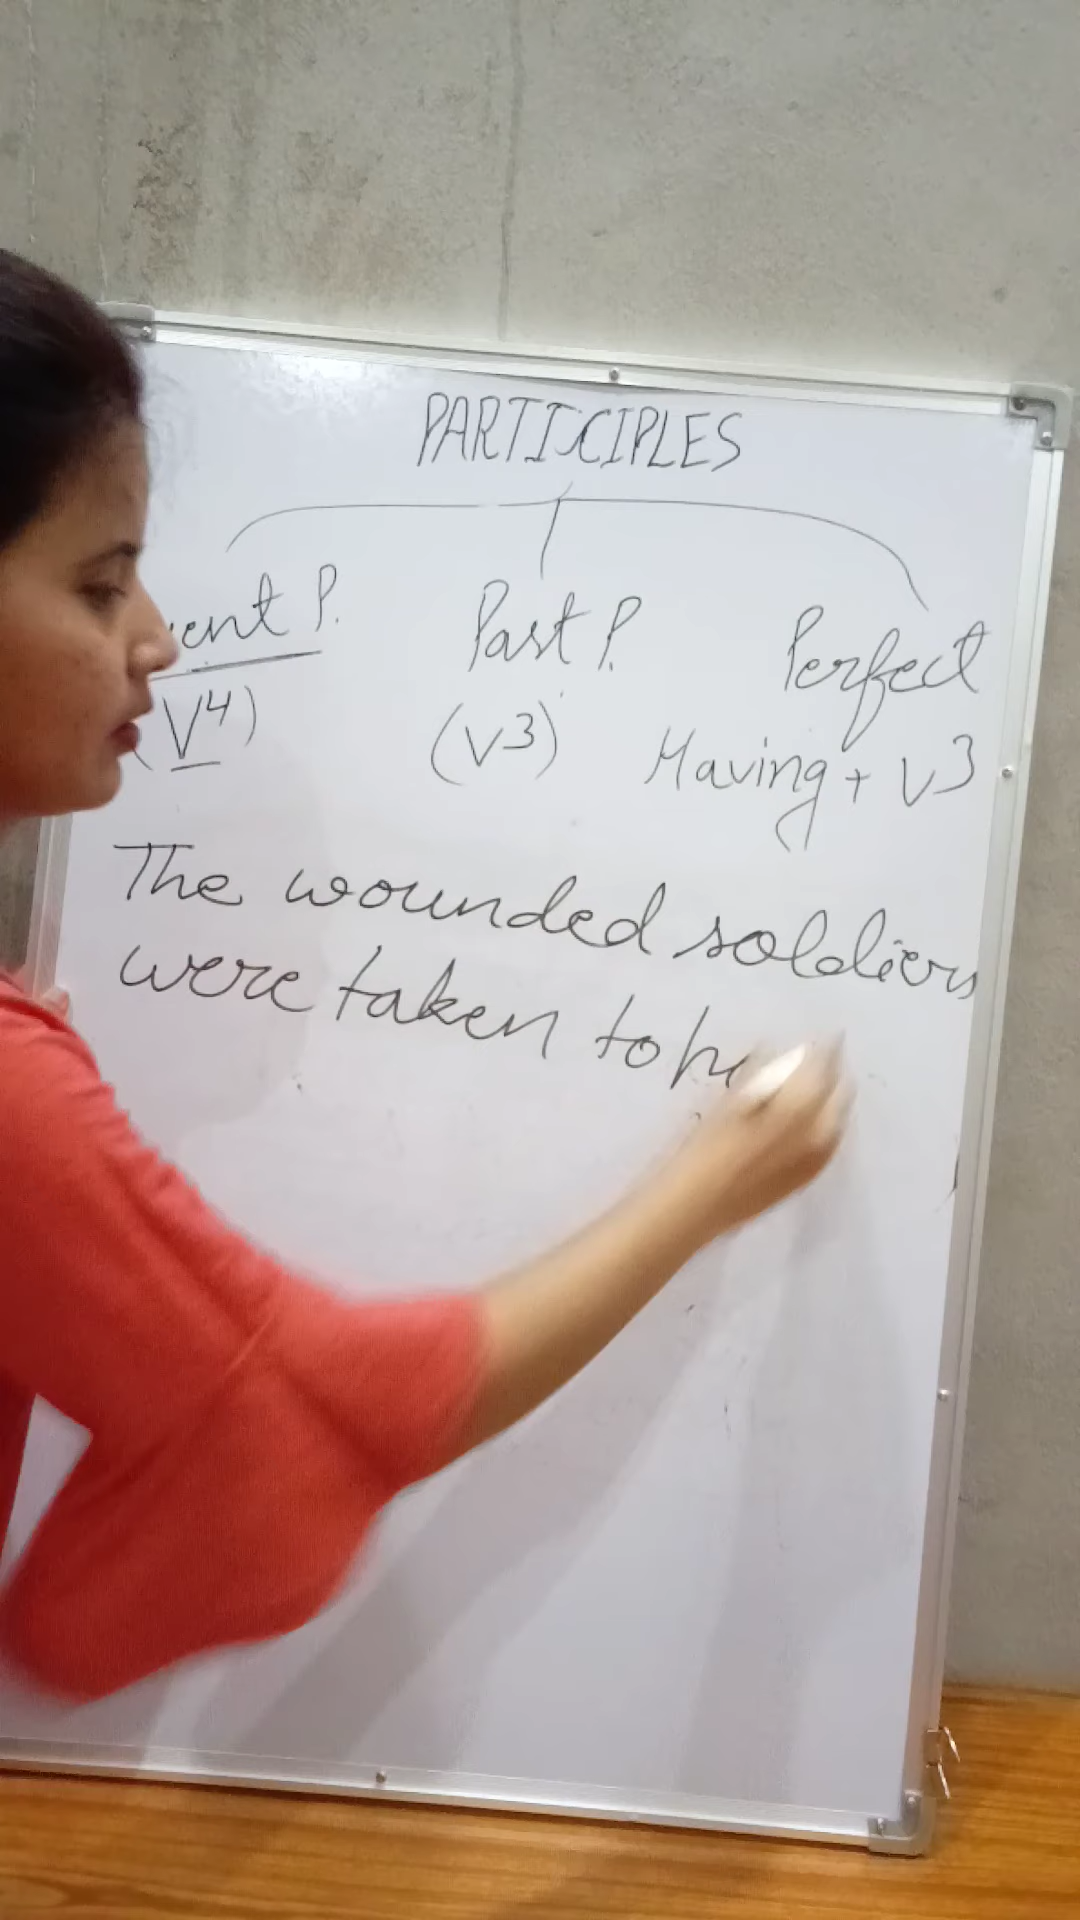 PARTICIPLES
ent P. Past P. Perfect
(V4) (V3) Having + V3
The wounded soldiers
were taken to